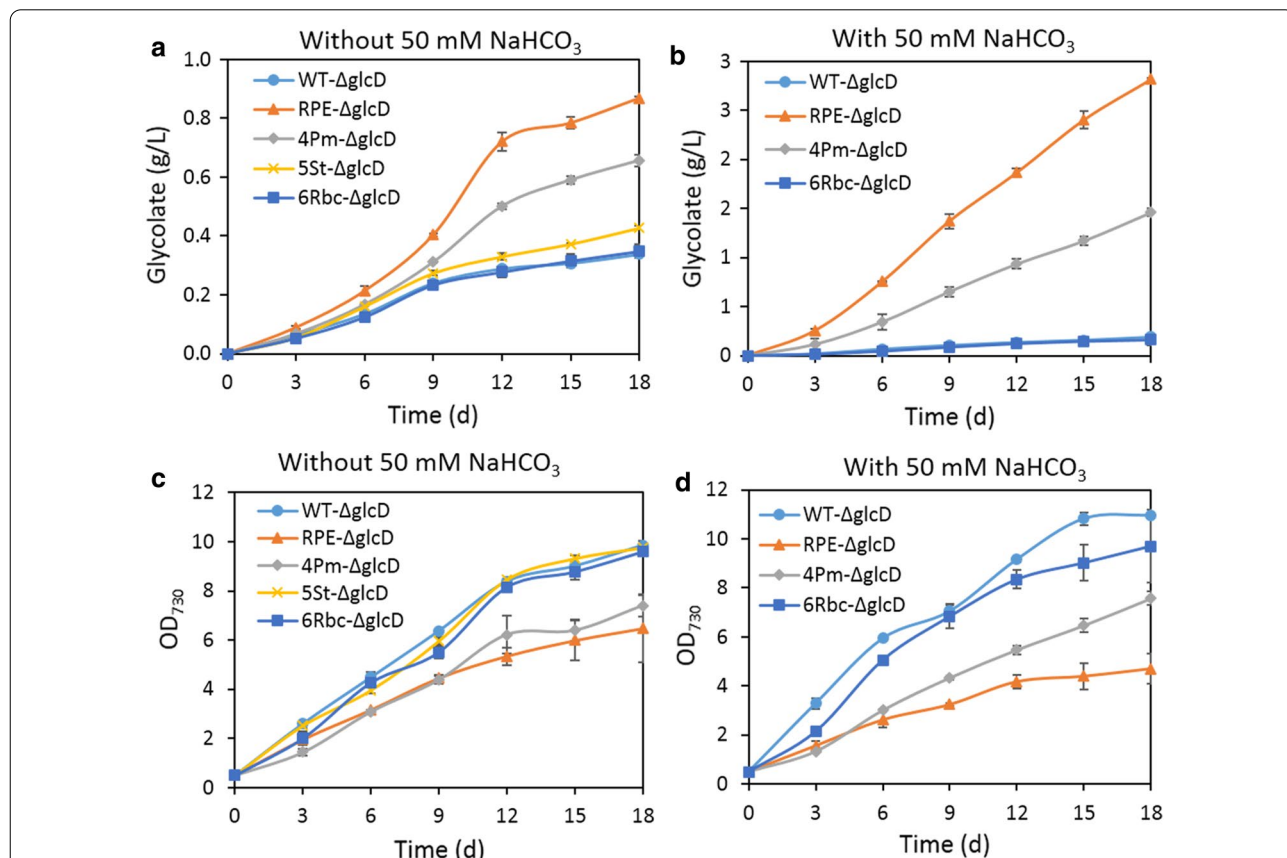 a
Without 50 mM NaHCO₃
1.0
0.8
0.6
0.4
0.2
0.0
Glycolate (g/L)
WT-ΔglcD
RPE-ΔglcD
4Pm-ΔglcD
5St-ΔglcD
6Rbc-ΔglcD
0 3 6 9 12 15 18
Time (d)
b
With 50 mM NaHCO₃
3
3
2
2
1
1
0
Glycolate (g/L)
WT-ΔglcD
RPE-ΔglcD
4Pm-ΔglcD
6Rbc-ΔglcD
0 3 6 9 12 15 18
Time (d)
c
Without 50 mM NaHCO₃
12
10
8
6
4
2
0
OD₇₃₀
WT-ΔglcD
RPE-ΔglcD
4Pm-ΔglcD
5St-ΔglcD
6Rbc-ΔglcD
0 3 6 9 12 15 18
Time (d)
d
With 50 mM NaHCO₃
12
10
8
6
4
2
0
OD₇₃₀
WT-ΔglcD
RPE-ΔglcD
4Pm-ΔglcD
6Rbc-ΔglcD
0 3 6 9 12 15 18
Time (d)